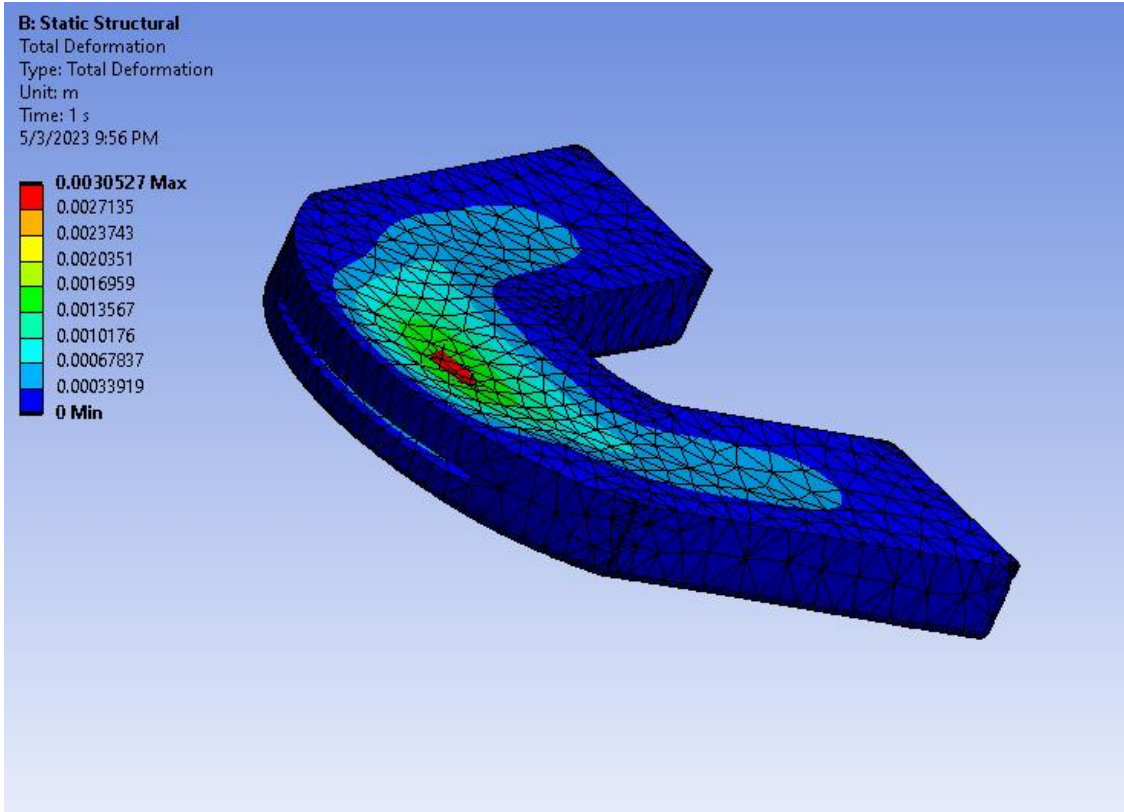 B: Static Structural
Total Deformation
Type: Total Deformation
Unit: m
Time: 1 s
5/3/2023 9:56 PM
0.0030527 Max
0.0027135
0.0023743
0.0020351
0.0016959
0.0013567
0.0010176
0.00067837
0.00033919
0 Min